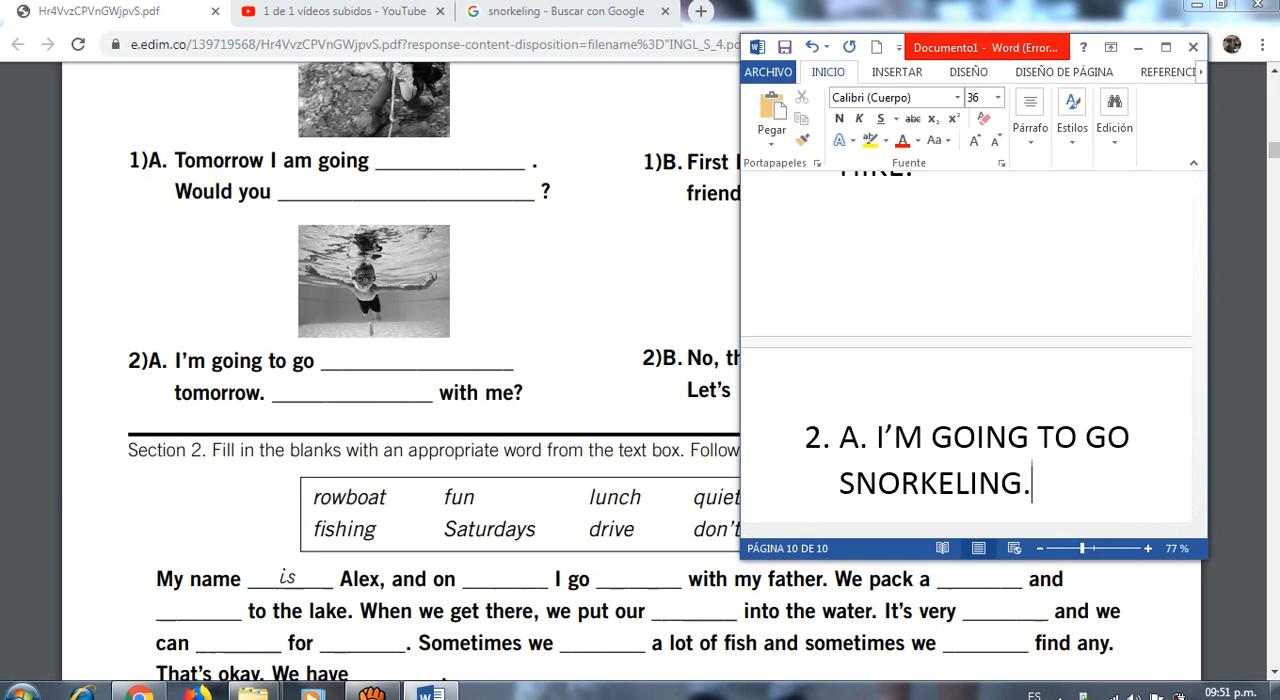 Hr4VvzCPVnGWjpvS.pdf
1 de 1 vídeos subidos - YouTube
snorkeling - Buscar con Google
e.edim.co/139719568/Hr4VvzCPVnGWjpvS.pdf?response-content-disposition=filename%3D"INGL_S_4.pd
Documento1 - Word (Error...
ARCHIVO INICIO INSERTAR DISEÑO DISEÑO DE PÁGINA REFERENCI
Calibri (Cuerpo) 36
N K S abc x₂ x² Aa A A
Pegar
Párrafo Estilos Edición
Portapapeles Fuente
HIKE.
1)A. Tomorrow I am going ______________ .
Would you ________________________ ?
1)B. First I
friend
2)A. I'm going to go __________________
tomorrow. _______________ with me?
2)B. No, th
Let's
2. A. I'M GOING TO GO
SNORKELING.
PÁGINA 10 DE 10 77 %
Section 2. Fill in the blanks with an appropriate word from the text box. Follow
rowboat fun lunch quiet
fishing Saturdays drive don't
My name is Alex, and on ________ I go ________ with my father. We pack a ________ and
________ to the lake. When we get there, we put our ________ into the water. It's very ________ and we
can ________ for ________. Sometimes we ________ a lot of fish and sometimes we ________ find any.
That's okay. We have ________.
ES 09:51 p.m.